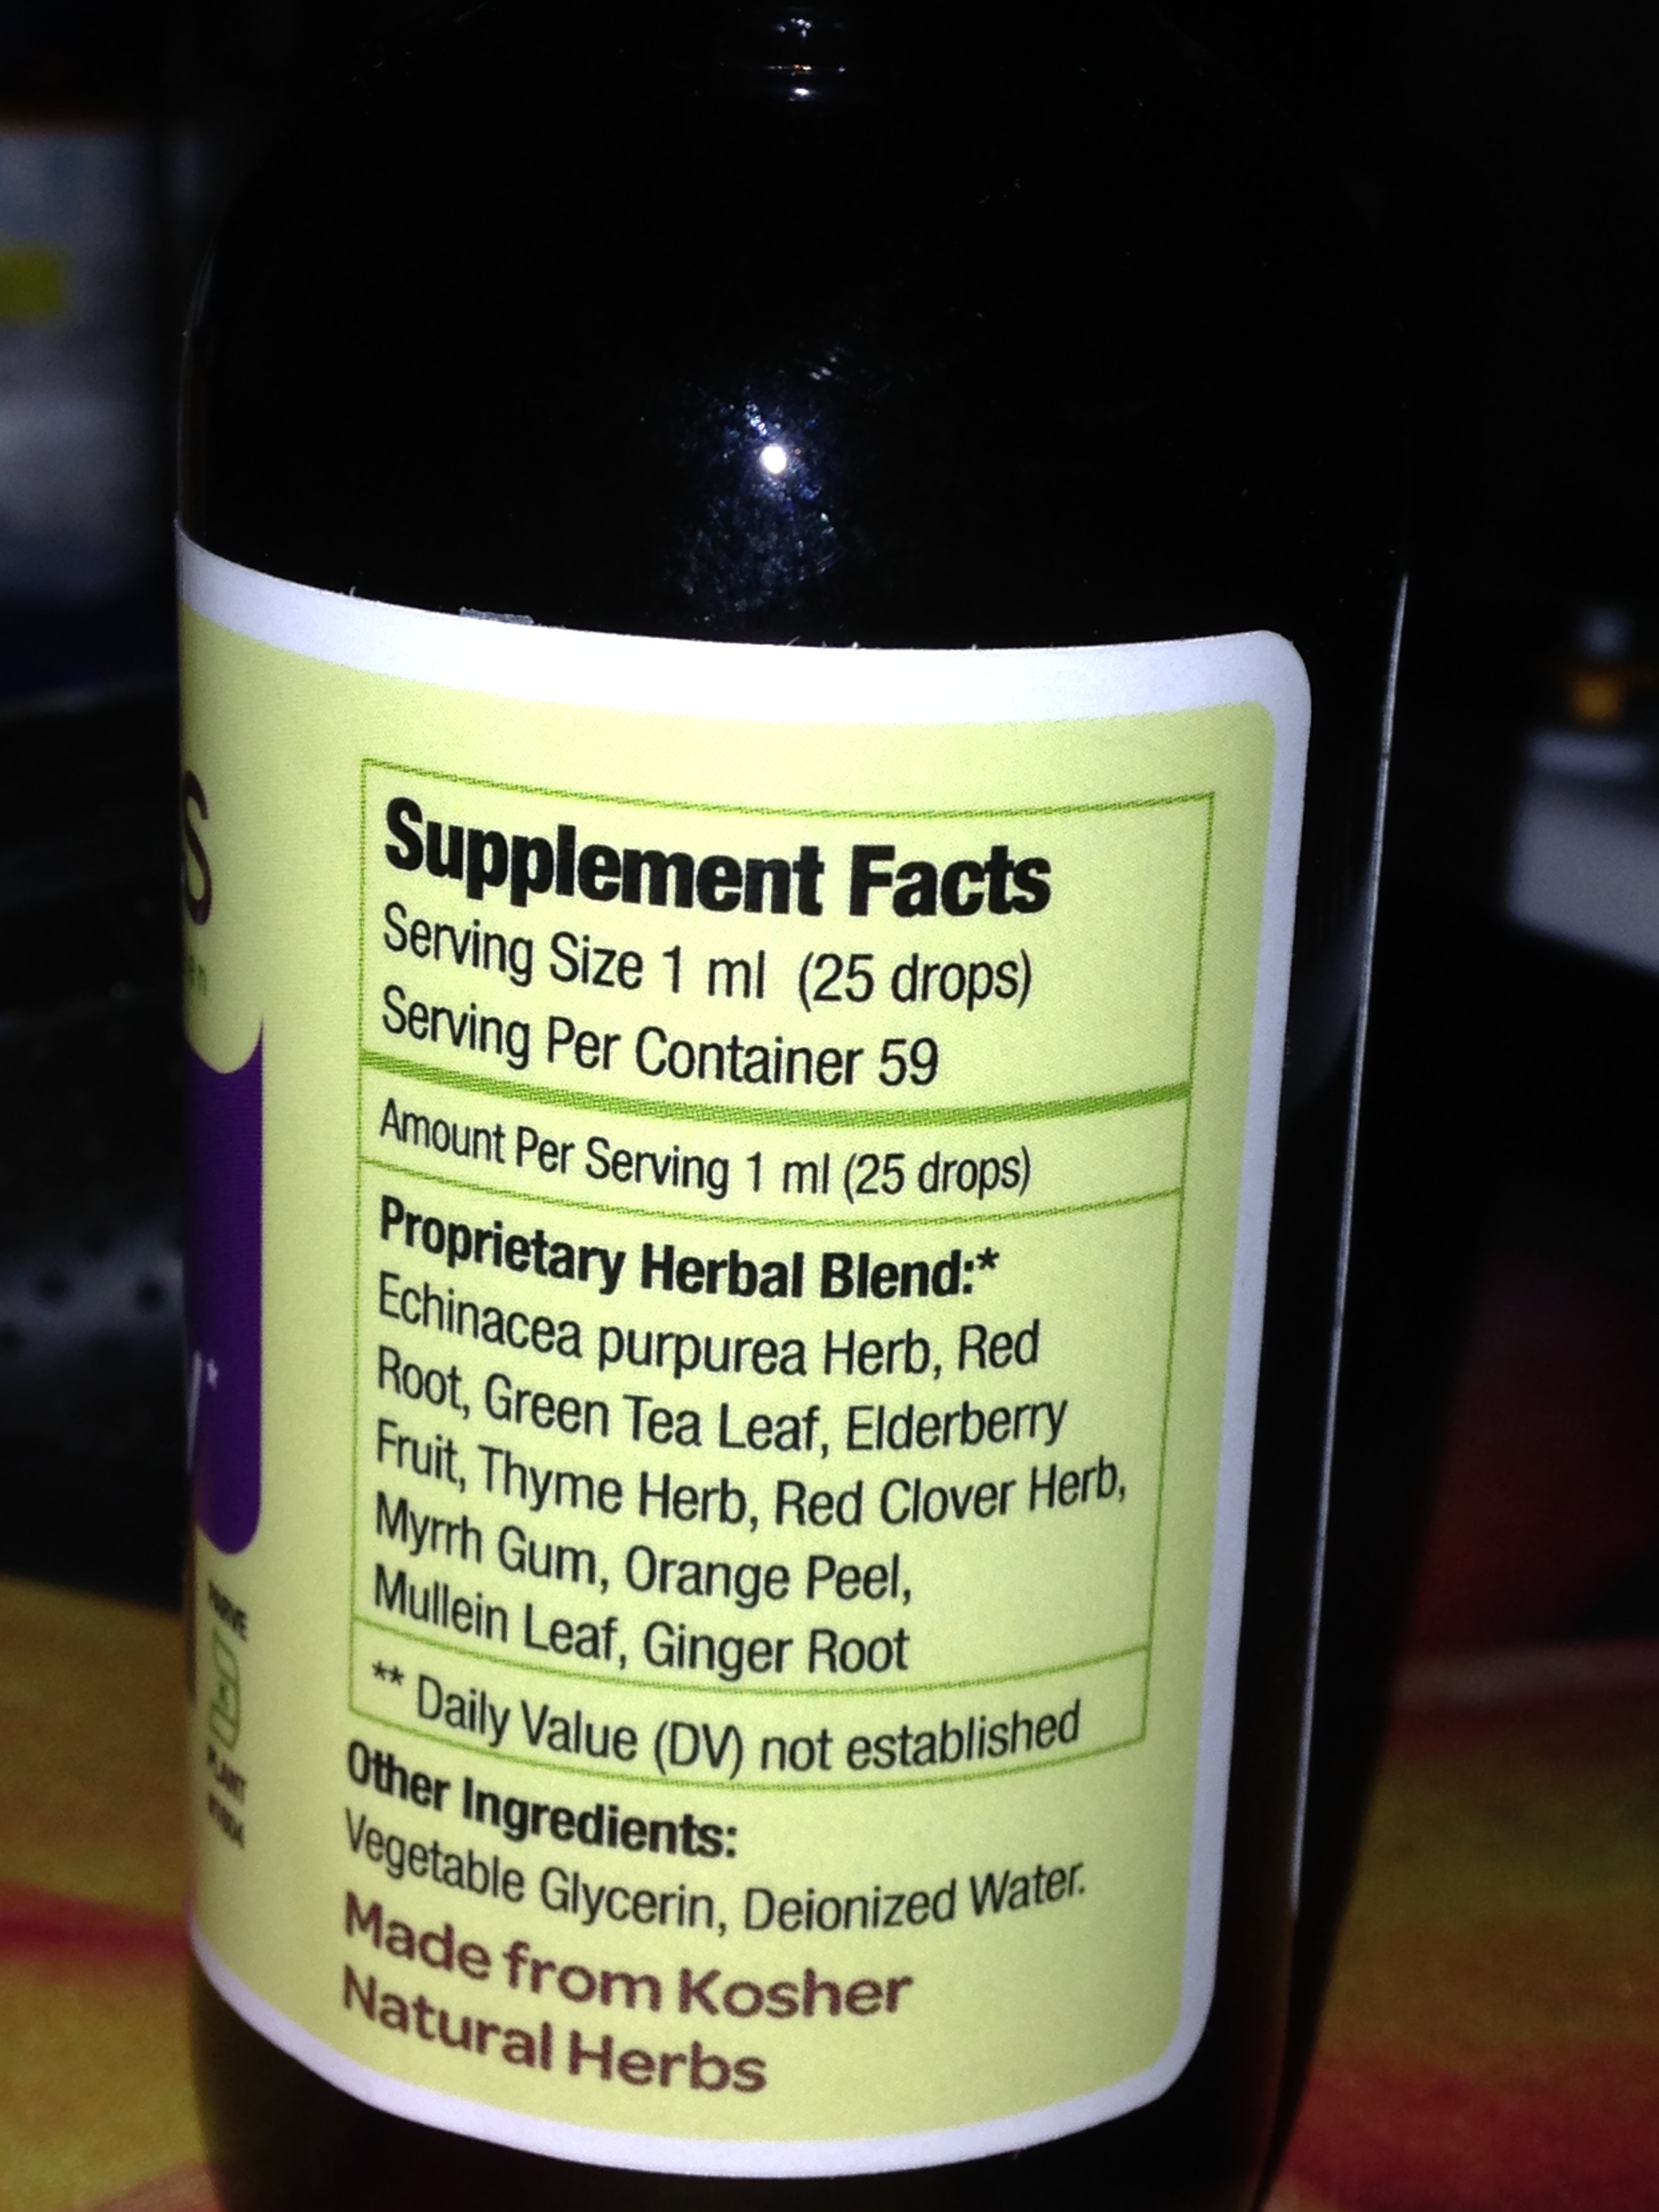 Supplement Facts
Serving Size 1 ml (25 drops)
Serving Per Container 59
Amount Per Serving 1 ml (25 drops)
Proprietary Herbal Blend:*
Echinacea purpurea Herb, Red
Root, Green Tea Leaf, Elderberry
Fruit, Thyme Herb, Red Clover Herb,
Myrrh Gum, Orange Peel,
Mullein Leaf, Ginger Root
** Daily Value (DV) not established
Other Ingredients:
Vegetable Glycerin, Deionized Water.
Made from Kosher
Natural Herbs
PARVE
K
PLANT